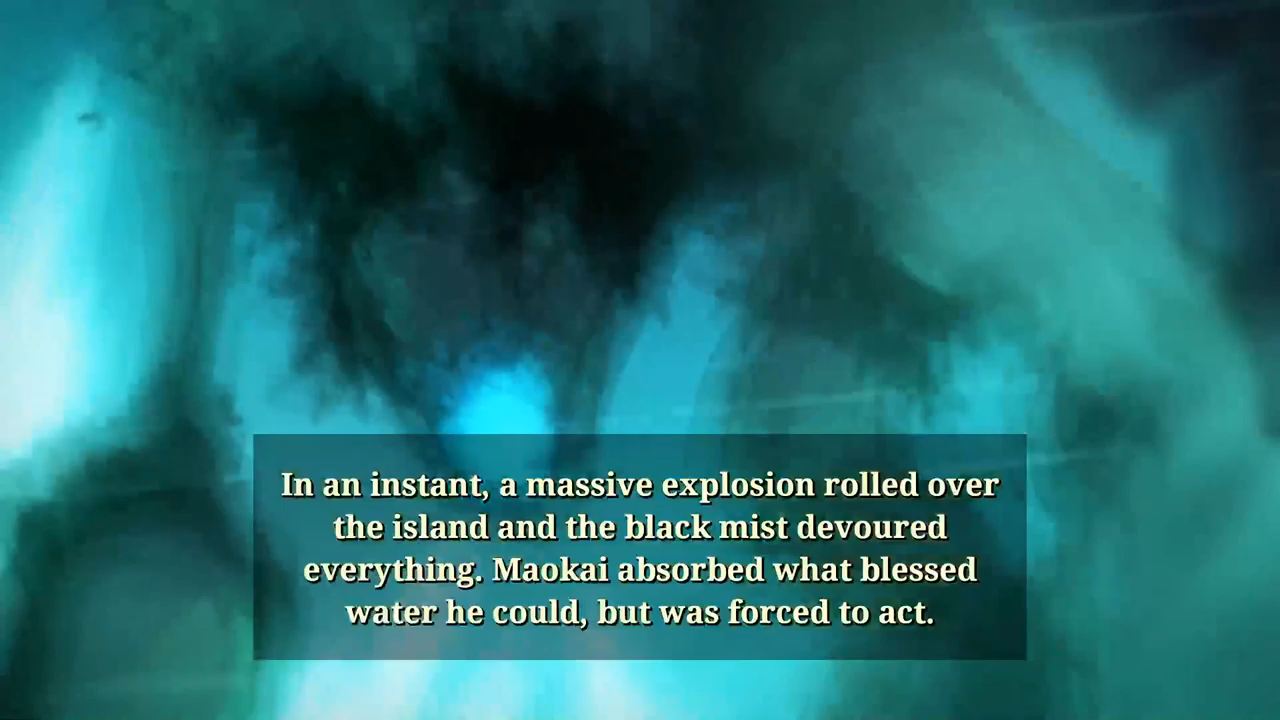 In an instant, a massive explosion rolled over
the island and the black mist devoured
everything. Maokai absorbed what blessed
water he could, but was forced to act.